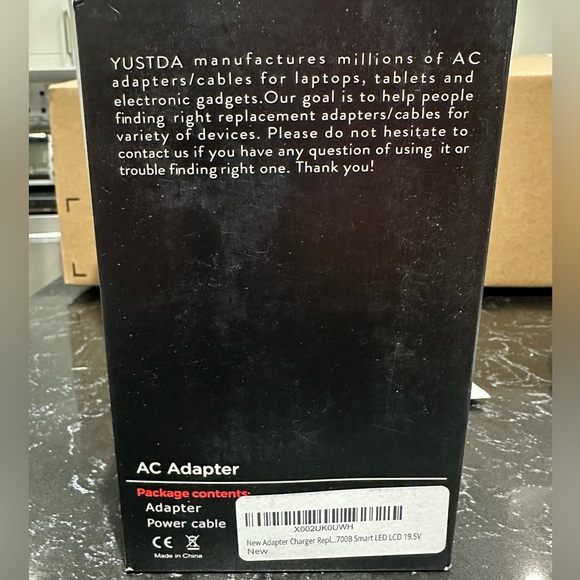 YUSTDA manufactures millions of AC
adapters/cables for laptops, tablets and
electronic gadgets.Our goal is to help people
finding right replacement adapters/cables for
variety of devices. Please do not hesitate to
contact us if you have any question of using it or
trouble finding right one. Thank you!
AC Adapter
Package contents:
Adapter
Power cable
CE
Made in China
X002UK0UWH
New Adapter Charger Repl...700B Smart LED LCD 19.5V
New